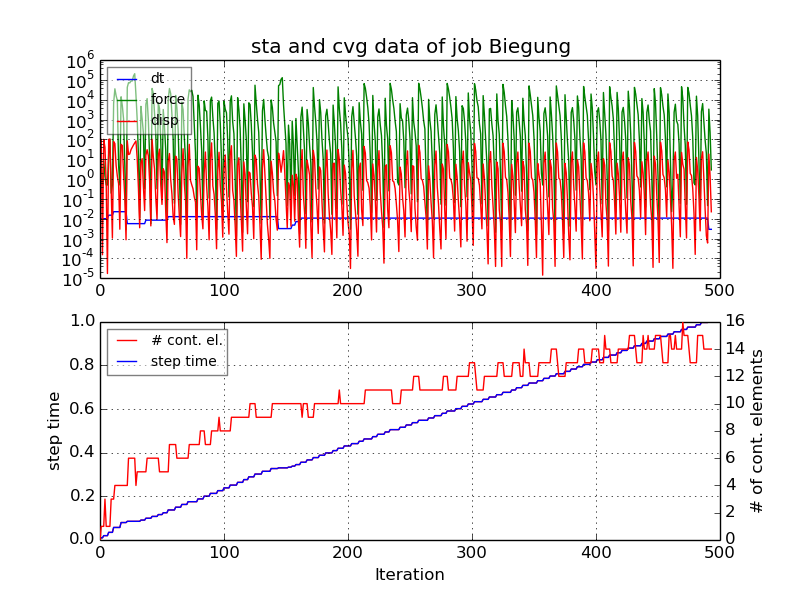 sta and cvg data of job Biegung
10^6
10^5
10^4
10^3
10^2
10^1
10^0
10^-1
10^-2
10^-3
10^-4
10^-5
dt
force
disp
0 100 200 300 400 500
1.0
0.8
0.6
0.4
0.2
0.0
step time
# cont. el.
step time
16
14
12
10
8
6
4
2
0
# of cont. elements
0 100 200 300 400 500
Iteration